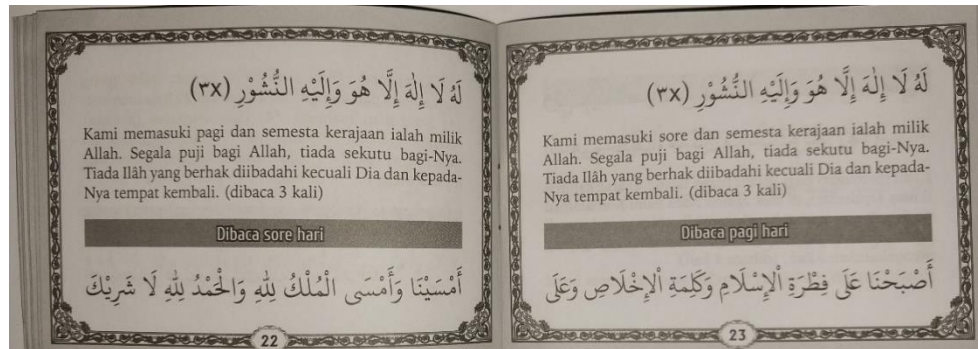 لَهُ لَا إِلٰهَ إِلَّا هُوَ وَإِلَيْهِ النُّشُوْرِ (٣x)
Kami memasuki pagi dan semesta kerajaan ialah milik
Allah. Segala puji bagi Allah, tiada sekutu bagi-Nya.
Tiada Ilâh yang berhak diibadahi kecuali Dia dan kepada-
Nya tempat kembali. (dibaca 3 kali)
Dibaca sore hari
أَمْسَيْنَا وَأَمْسَى الْمُلْكُ لِلّٰهِ وَالْحَمْدُ لِلّٰهِ لَا شَرِيْكَ
22
لَهُ لَا إِلٰهَ إِلَّا هُوَ وَإِلَيْهِ النُّشُوْرِ (٣x)
Kami memasuki sore dan semesta kerajaan ialah milik
Allah. Segala puji bagi Allah, tiada sekutu bagi-Nya.
Tiada Ilâh yang berhak diibadahi kecuali Dia dan kepada-
Nya tempat kembali. (dibaca 3 kali)
Dibaca pagi hari
أَصْبَحْنَا عَلَى فِطْرَةِ الْإِسْلَامِ وَكَلِمَةِ الْإِخْلَاصِ وَعَلَى
23